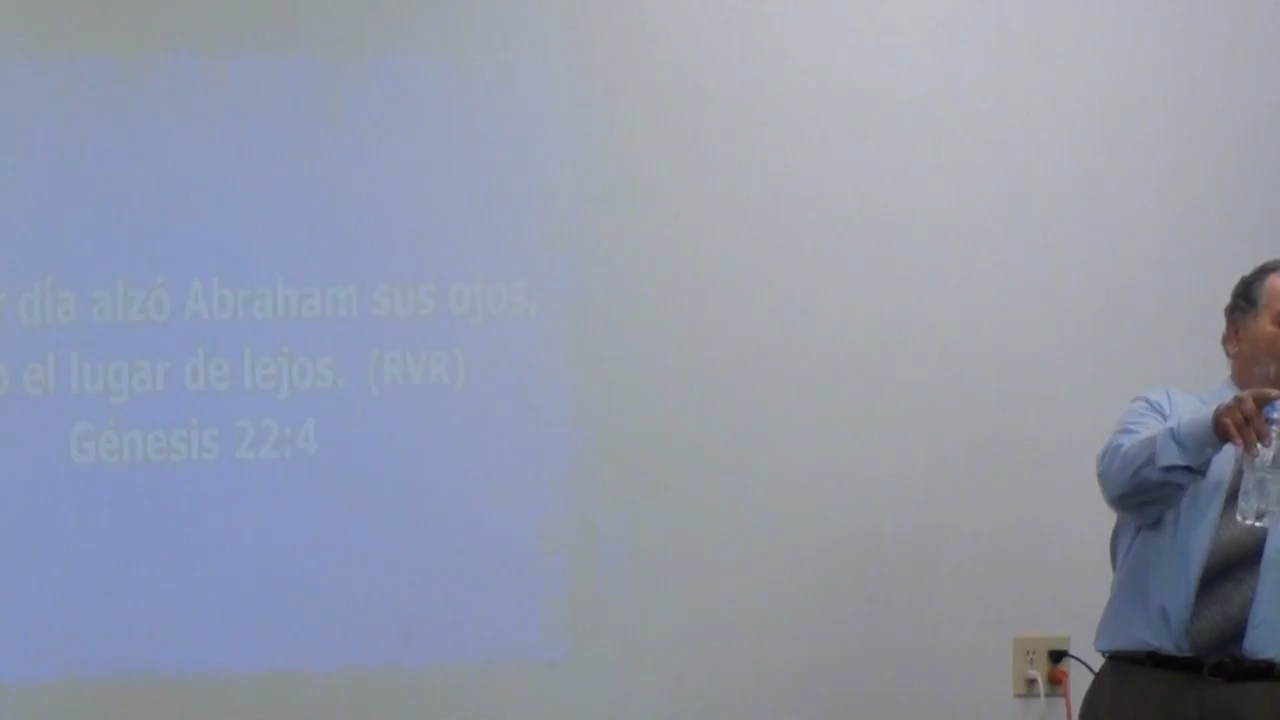 día alzó Abraham sus ojos,
el lugar de lejos. (RVR)
Génesis 22:4